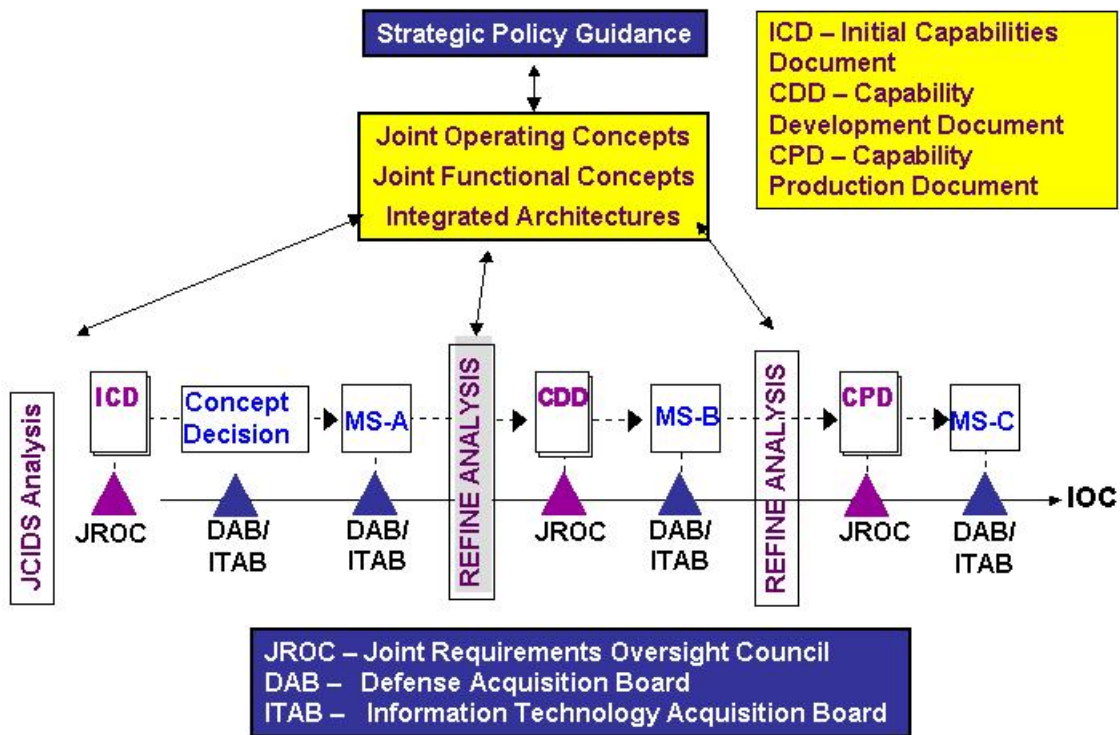 Strategic Policy Guidance
ICD – Initial Capabilities
Document
CDD – Capability
Development Document
CPD – Capability
Production Document
Joint Operating Concepts
Joint Functional Concepts
Integrated Architectures
JCIDS Analysis
ICD
Concept
Decision
MS-A
REFINE ANALYSIS
CDD
MS-B
REFINE ANALYSIS
CPD
MS-C
IOC
JROC
DAB/
ITAB
DAB/
ITAB
JROC
DAB/
ITAB
JROC
DAB/
ITAB
JROC – Joint Requirements Oversight Council
DAB – Defense Acquisition Board
ITAB – Information Technology Acquisition Board